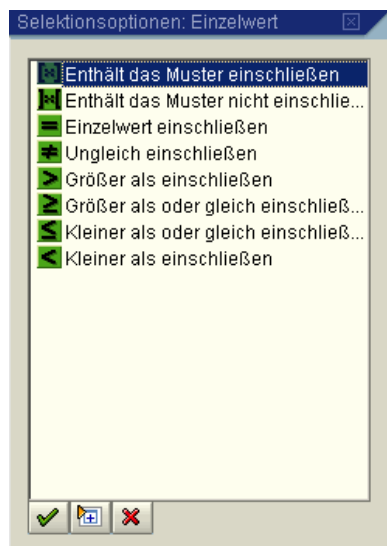 Selektionsoptionen: Einzelwert
Enthält das Muster einschließen
Enthält das Muster nicht einschlie...
= Einzelwert einschließen
≠ Ungleich einschließen
> Größer als einschließen
≥ Größer als oder gleich einschließ...
≤ Kleiner als oder gleich einschließ...
< Kleiner als einschließen